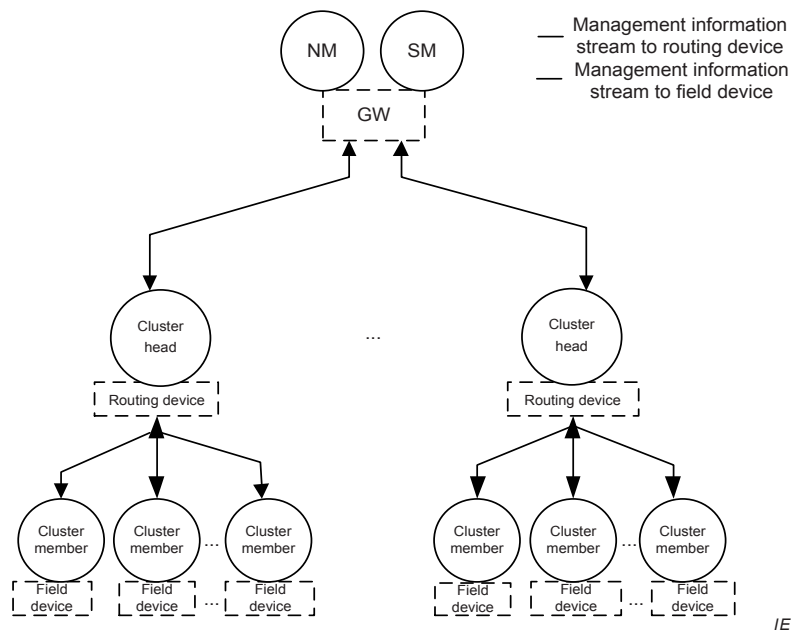 NM
SM
GW
Management information
stream to routing device
Management information
stream to field device
Cluster
head
Routing device
...
Cluster
head
Routing device
Cluster
member
Cluster
member
...
Cluster
member
Field
device
Field
device
...
Field
device
Cluster
member
Cluster
member
...
Cluster
member
Field
device
Field
device
...
Field
device
IE